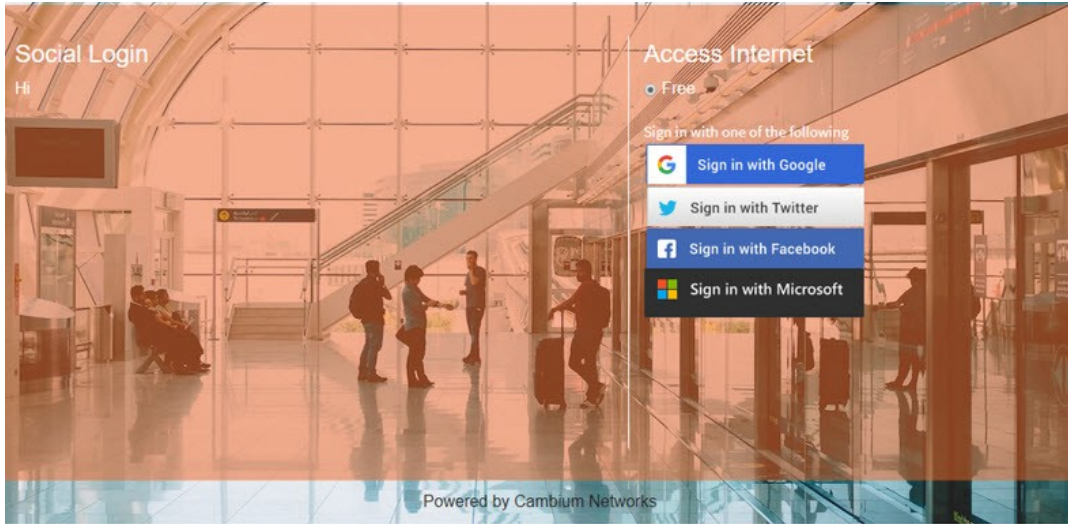 Social Login
Hi
Access Internet
Free
Sign in with one of the following
Sign in with Google
Sign in with Twitter
Sign in with Facebook
Sign in with Microsoft
Powered by Cambium Networks